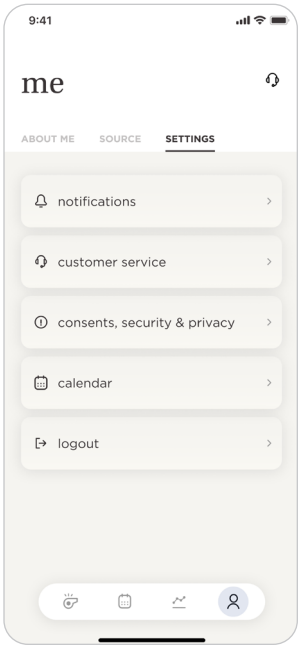 9:41
me
ABOUT ME SOURCE SETTINGS
notifications
customer service
consents, security & privacy
calendar
logout